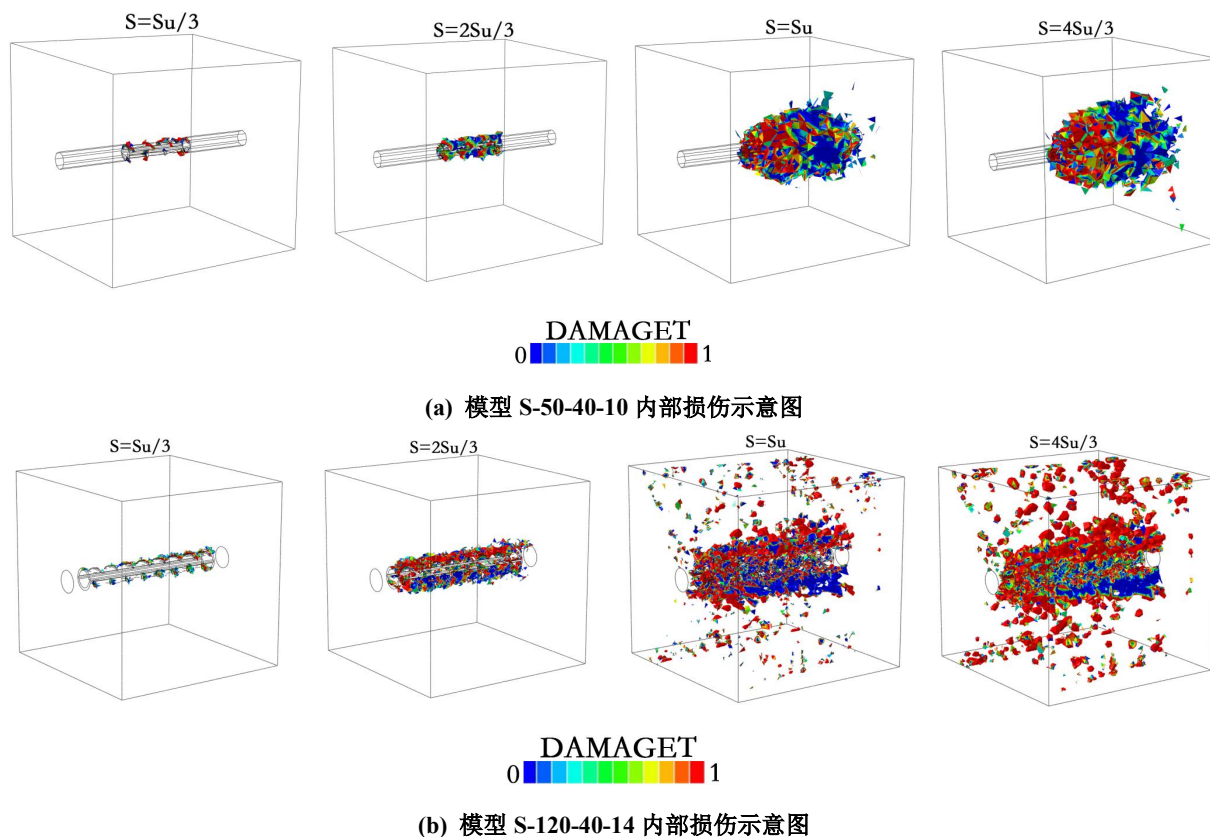 S=Su/3
S=2Su/3
S=Su
S=4Su/3
DAMAGET
0 1
(a) 模型 S-50-40-10 内部损伤示意图
S=Su/3
S=2Su/3
S=Su
S=4Su/3
DAMAGET
0 1
(b) 模型 S-120-40-14 内部损伤示意图